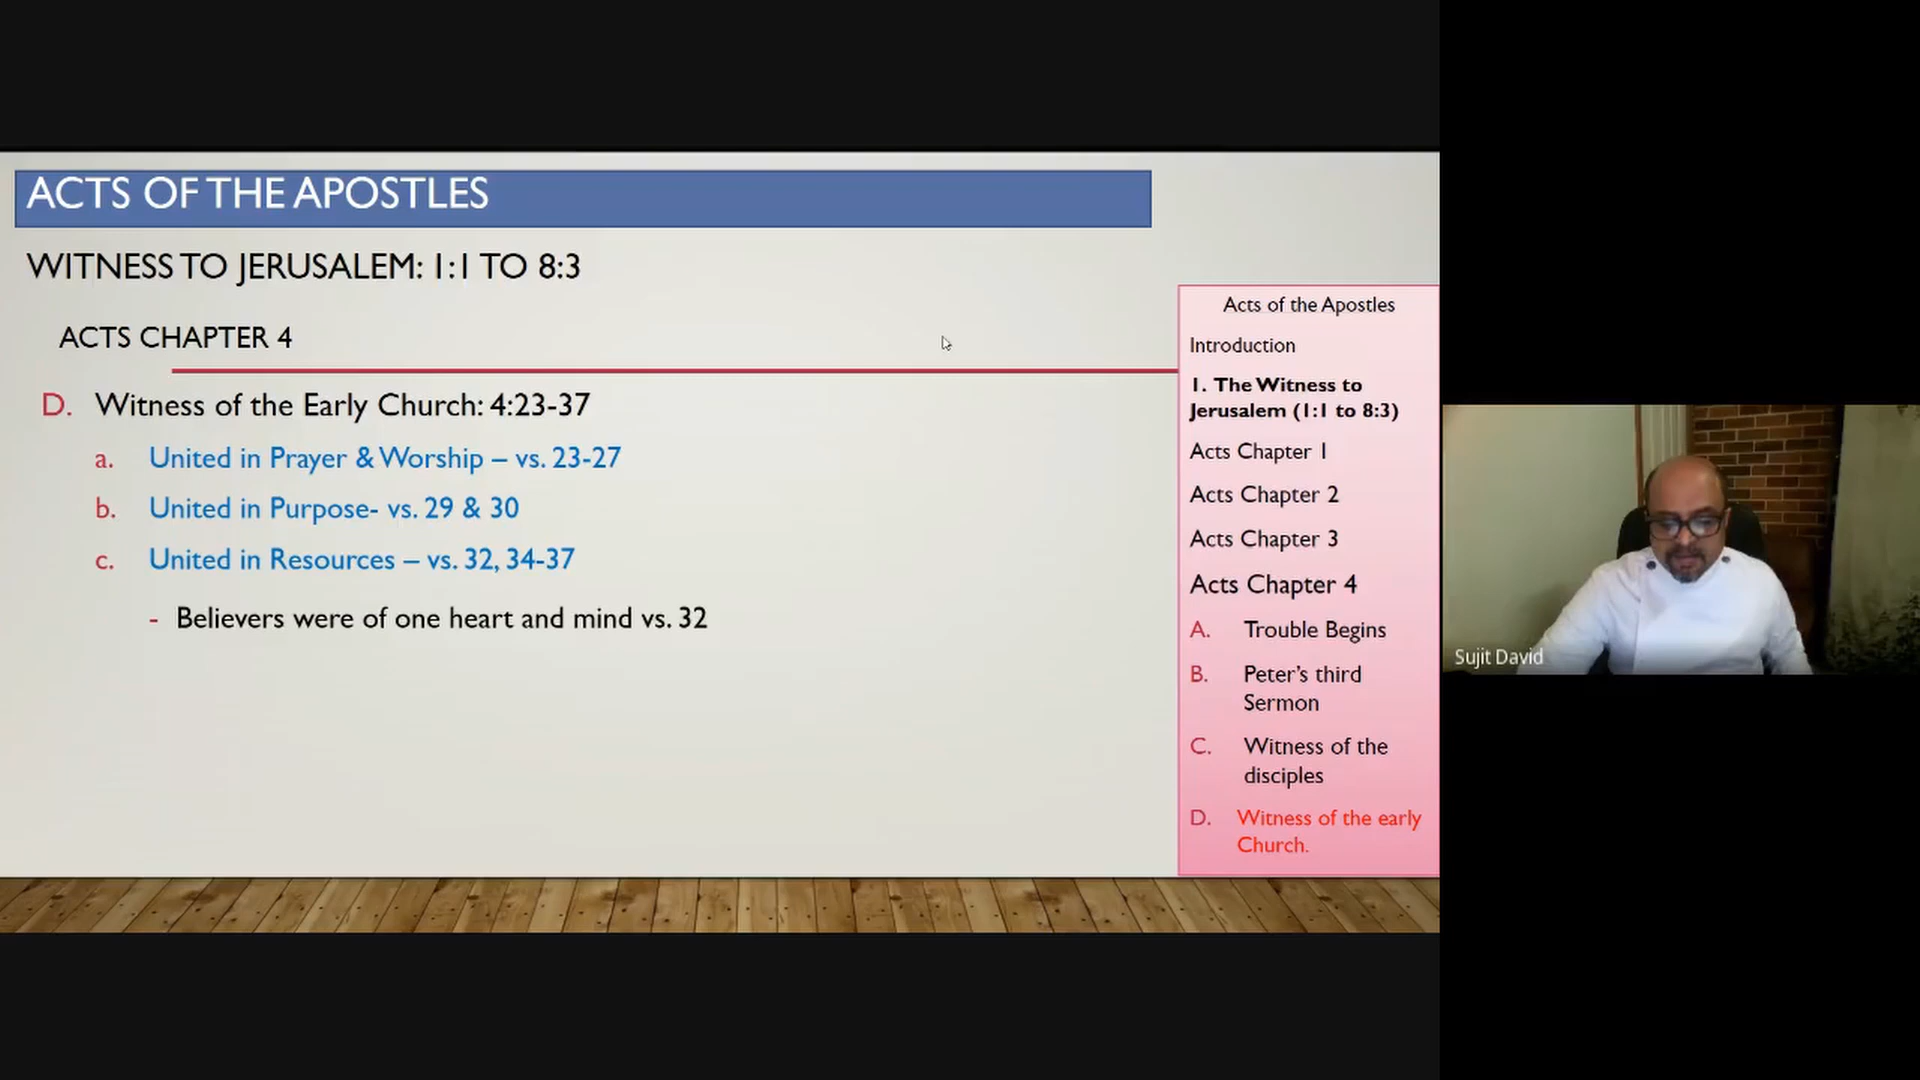 ACTS OF THE APOSTLES
WITNESS TO JERUSALEM: 1:1 TO 8:3
ACTS CHAPTER 4
D. Witness of the Early Church: 4:23-37
a. United in Prayer & Worship – vs. 23-27
b. United in Purpose- vs. 29 & 30
c. United in Resources – vs. 32, 34-37
- Believers were of one heart and mind vs. 32
Acts of the Apostles
Introduction
1. The Witness to
Jerusalem (1:1 to 8:3)
Acts Chapter 1
Acts Chapter 2
Acts Chapter 3
Acts Chapter 4
A. Trouble Begins
B. Peter's third
Sermon
C. Witness of the
disciples
D. Witness of the early
Church.
Sujit David